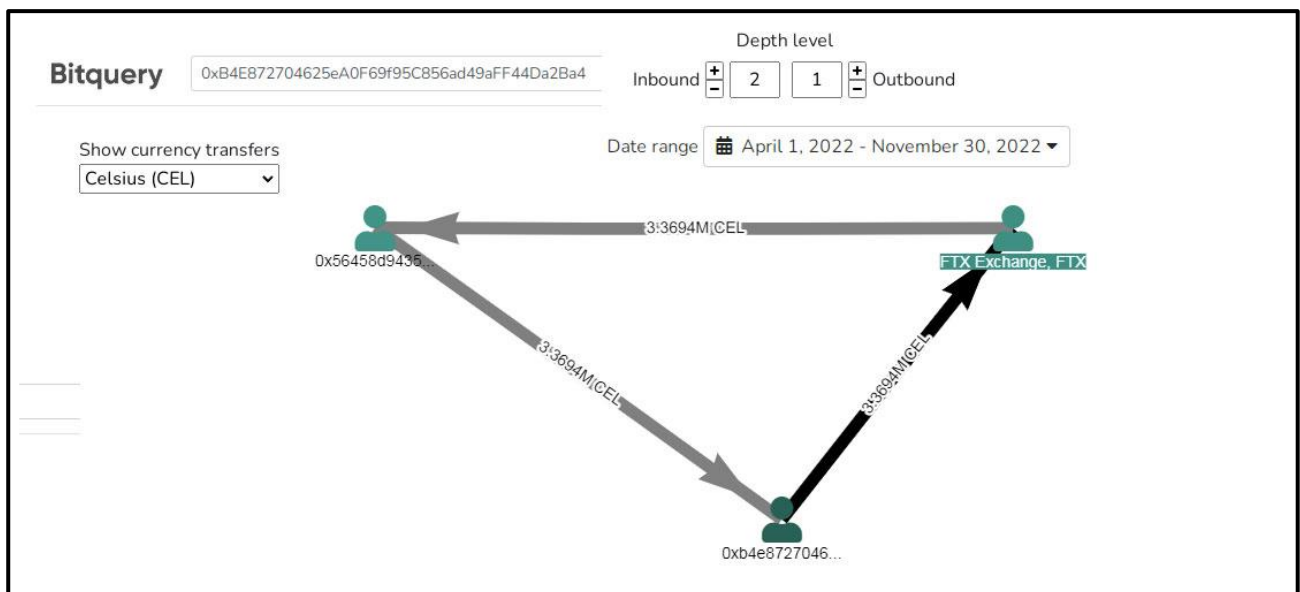 Depth level
Bitquery
0xB4E872704625eA0F69f95C856ad49aFF44Da2Ba4
Inbound + - 2 1 + - Outbound
Show currency transfers
Date range April 1, 2022 - November 30, 2022
Celsius (CEL)
3.3694M CEL
0x56458d9435...
FTX Exchange, FTX
3.3694M CEL
3.3694M CEL
0xb4e8727046...